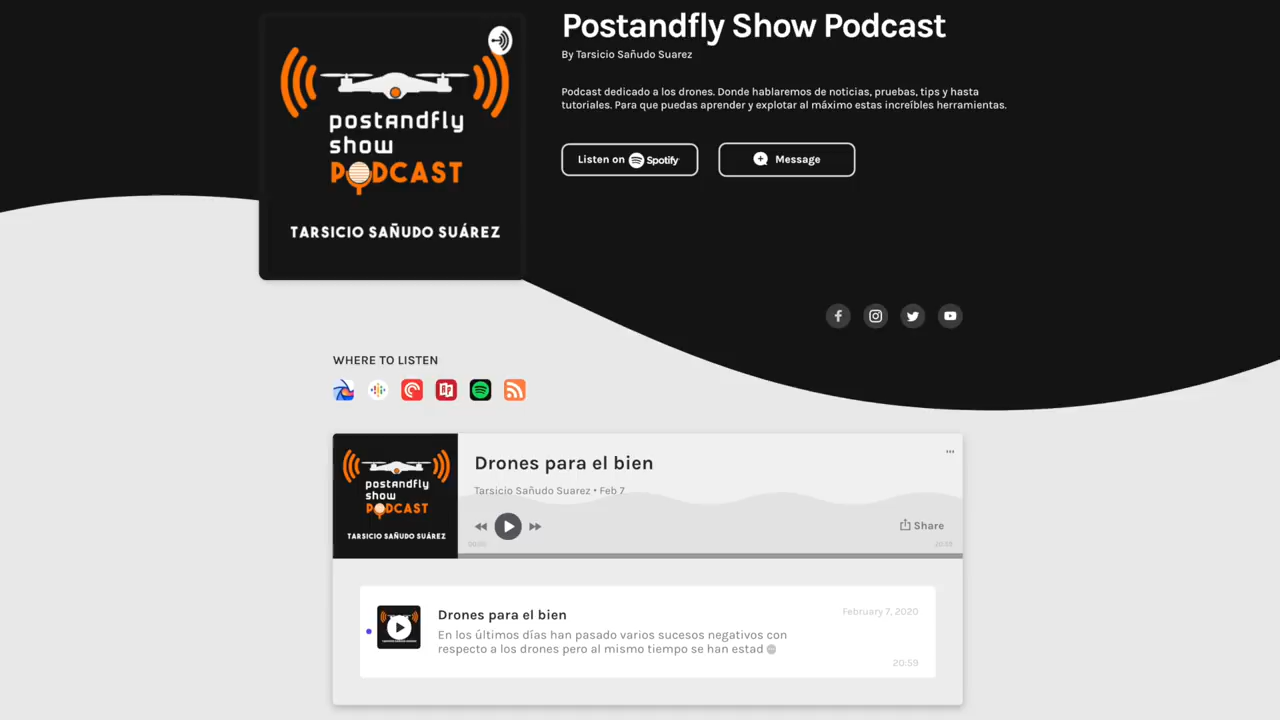 Postandfly Show Podcast
By Tarsicio Sañudo Suarez
Podcast dedicado a los drones. Donde hablaremos de noticias, pruebas, tips y hasta
tutoriales. Para que puedas aprender y explotar al máximo estas increíbles herramientas.
Listen on Spotify
Message
postandfly
show
PODCAST
TARSICIO SAÑUDO SUÁREZ
WHERE TO LISTEN
postandfly
show
PODCAST
TARSICIO SAÑUDO SUÁREZ
Drones para el bien
Tarsicio Sañudo Suarez • Feb 7
Share
Drones para el bien
February 7, 2020
En los últimos días han pasado varios sucesos negativos con
respecto a los drones pero al mismo tiempo se han estad
20:59